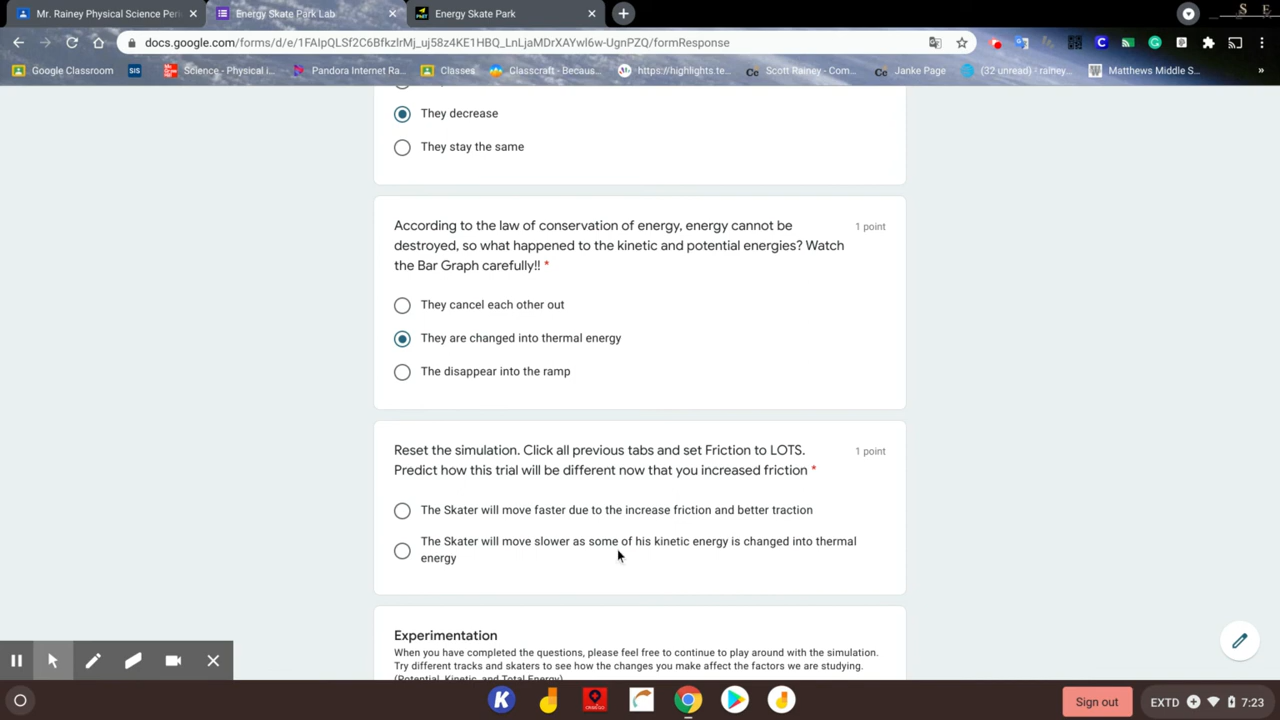 Mr. Rainey Physical Science Peri
Energy Skate Park Lab
Energy Skate Park
S E
docs.google.com/forms/d/e/1FAIpQLSf2C6BfkzlrMj_uj58z4KE1HBQ_LnLjaMDrXAYwl6w-UgnPZQ/formResponse
Google Classroom
SIS
Science - Physical i...
Pandora Internet Ra...
Classes
Classcraft - Becaus...
https://highlights.te...
Scott Rainey - Com...
Janke Page
(32 unread) - rainey...
Matthews Middle S...
»
They decrease
They stay the same
According to the law of conservation of energy, energy cannot be
destroyed, so what happened to the kinetic and potential energies? Watch
the Bar Graph carefully!! *
1 point
They cancel each other out
They are changed into thermal energy
The disappear into the ramp
Reset the simulation. Click all previous tabs and set Friction to LOTS.
Predict how this trial will be different now that you increased friction *
1 point
The Skater will move faster due to the increase friction and better traction
The Skater will move slower as some of his kinetic energy is changed into thermal
energy
Experimentation
When you have completed the questions, please feel free to continue to play around with the simulation.
Try different tracks and skaters to see how the changes you make affect the factors we are studying.
(Potential, Kinetic, and Total Energy)
Sign out
EXTD
7:23